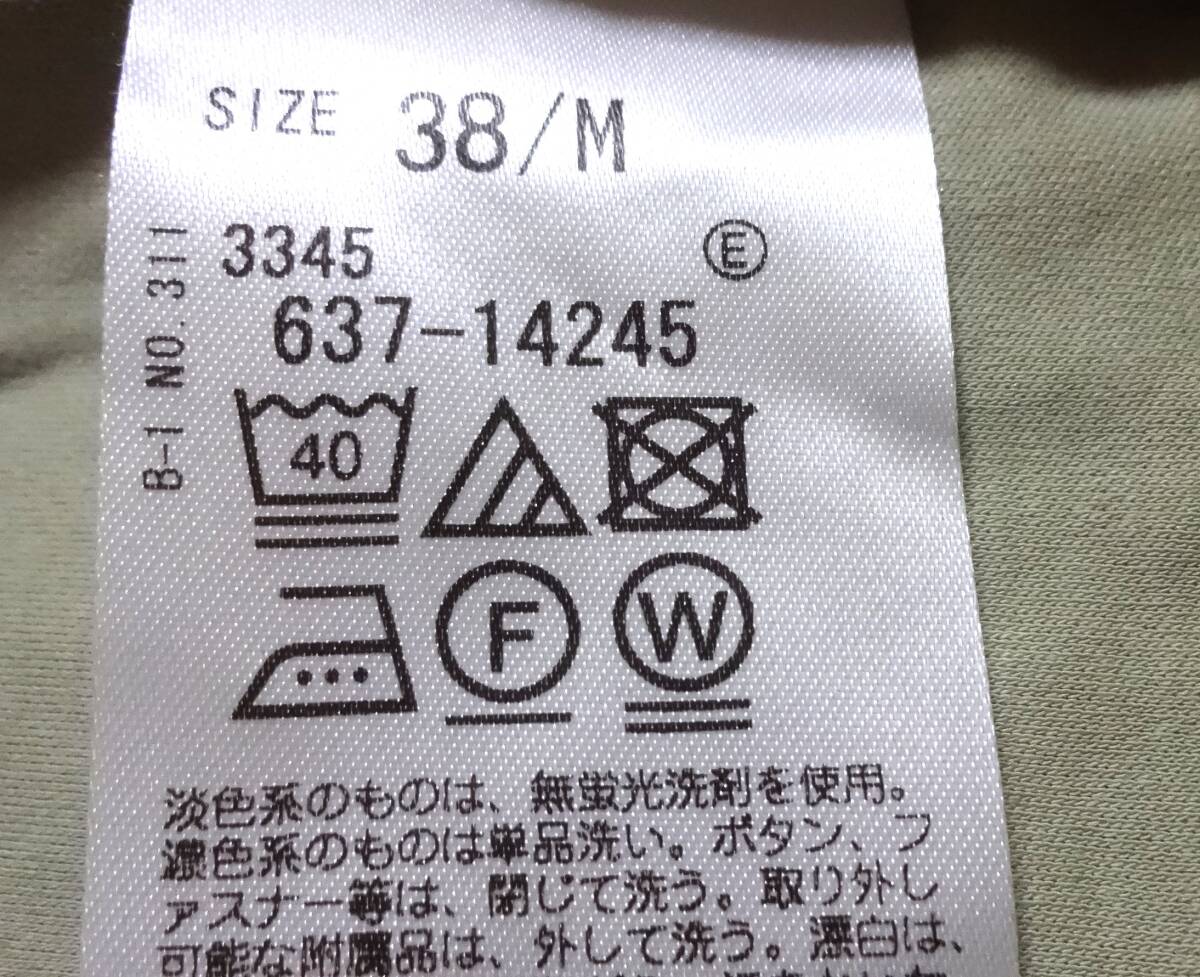 SIZE 38/M
3345 Ⓔ
637-14245
B-1 NO.311
40
F
W
淡色系のものは、無蛍光洗剤を使用。
濃色系のものは単品洗い。ボタン、フ
ァスナー等は、閉じて洗う。取り外し
可能な附属品は、外して洗う。漂白は、